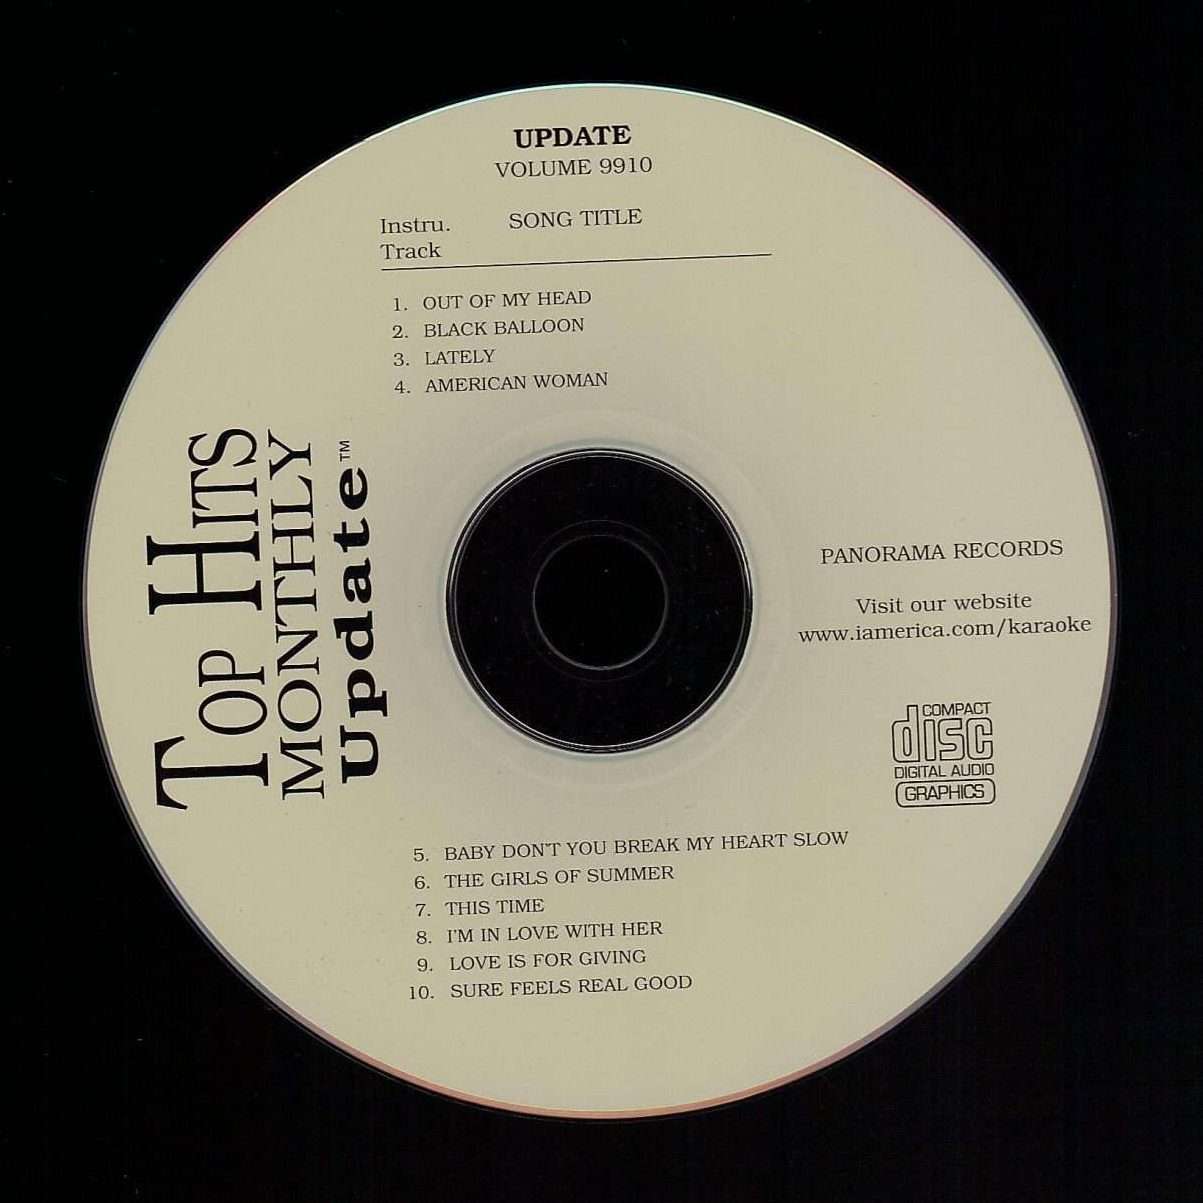 UPDATE
VOLUME 9910
Instru. SONG TITLE
Track
1. OUT OF MY HEAD
2. BLACK BALLOON
3. LATELY
4. AMERICAN WOMAN
TOP HITS
MONTHLY
Update™
PANORAMA RECORDS
Visit our website
www.iamerica.com/karaoke
COMPACT
disc
DIGITAL AUDIO
GRAPHICS
5. BABY DON'T YOU BREAK MY HEART SLOW
6. THE GIRLS OF SUMMER
7. THIS TIME
8. I'M IN LOVE WITH HER
9. LOVE IS FOR GIVING
10. SURE FEELS REAL GOOD